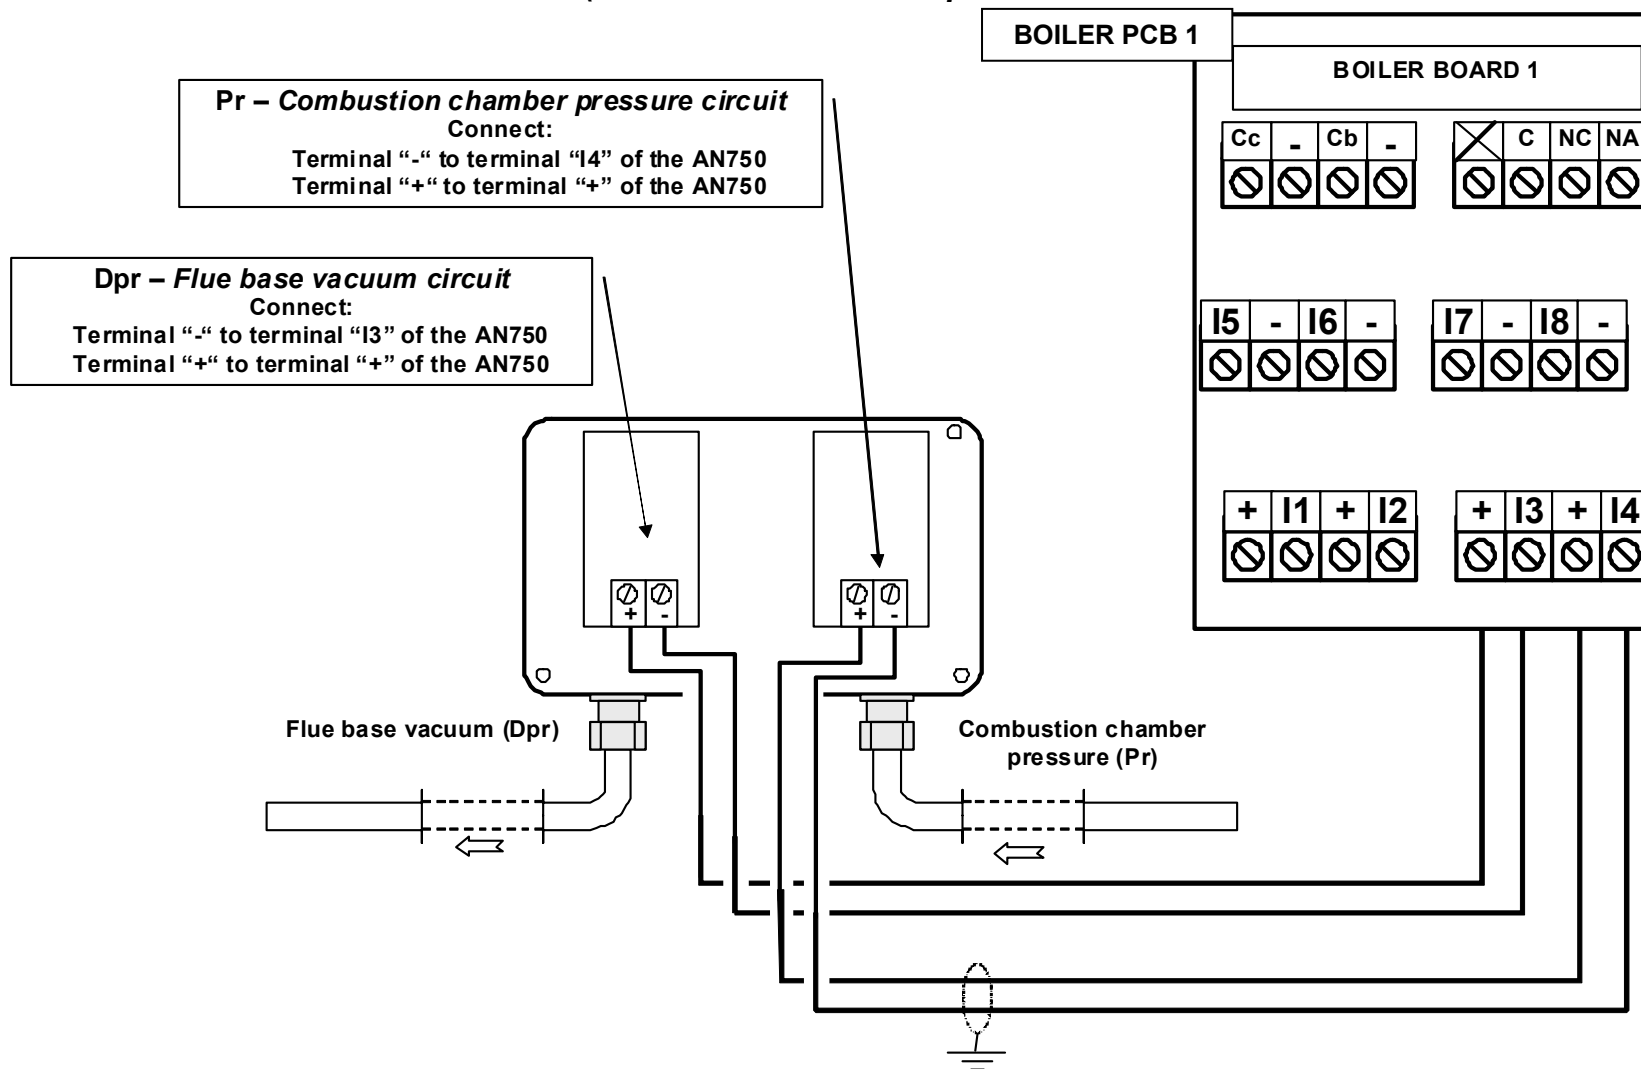 BOILER PCB 1
BOILER BOARD 1
Pr – Combustion chamber pressure circuit
Connect:
Terminal “-“ to terminal “I4” of the AN750
Terminal “+“ to terminal “+” of the AN750
Cc - Cb -
C NC NA
Dpr – Flue base vacuum circuit
Connect:
Terminal “-“ to terminal “I3” of the AN750
Terminal “+“ to terminal “+” of the AN750
I5 - I6 -
I7 - I8 -
+ I1 + I2
+ I3 + I4
+ -
+ -
Flue base vacuum (Dpr)
Combustion chamber
pressure (Pr)